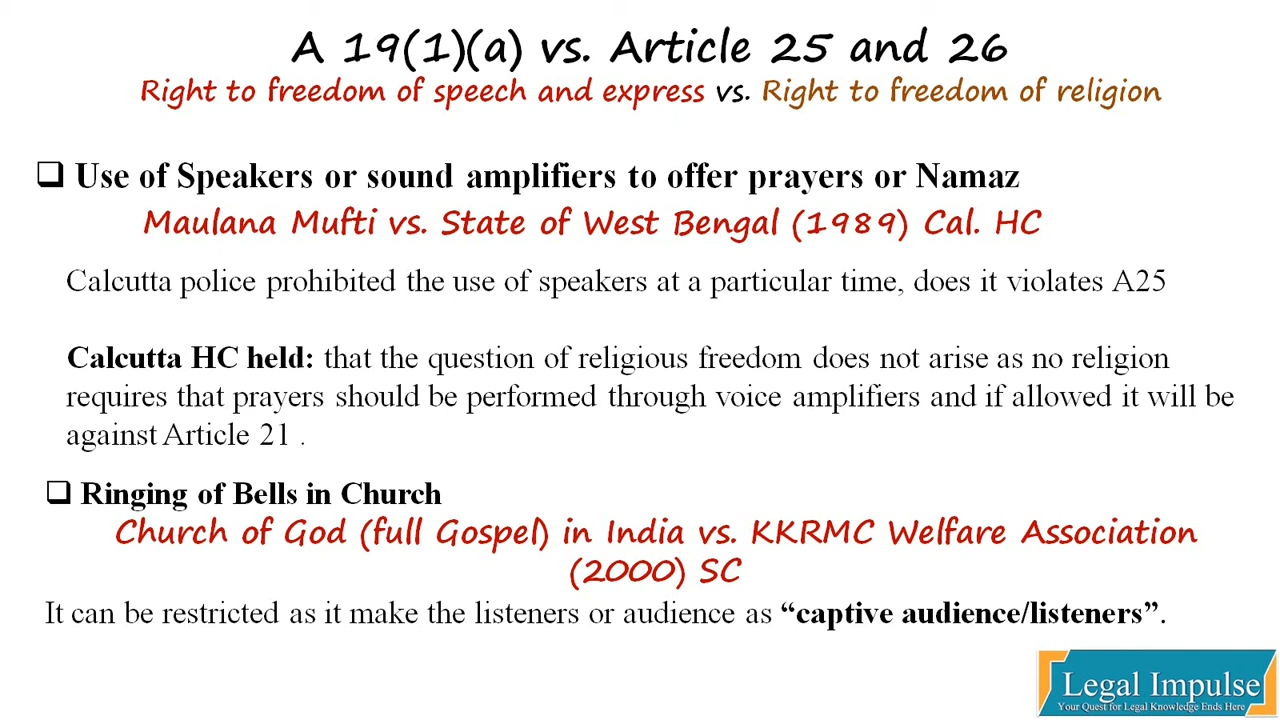 A 19(1)(a) vs. Article 25 and 26
Right to freedom of speech and express vs. Right to freedom of religion
❑ Use of Speakers or sound amplifiers to offer prayers or Namaz
Maulana Mufti vs. State of West Bengal (1989) Cal. HC
Calcutta police prohibited the use of speakers at a particular time, does it violates A25
Calcutta HC held: that the question of religious freedom does not arise as no religion
requires that prayers should be performed through voice amplifiers and if allowed it will be
against Article 21 .
❑ Ringing of Bells in Church
Church of God (full Gospel) in India vs. KKRMC Welfare Association
(2000) SC
It can be restricted as it make the listeners or audience as “captive audience/listeners”.
Legal Impulse
Your Quest for Legal Knowledge Ends Here